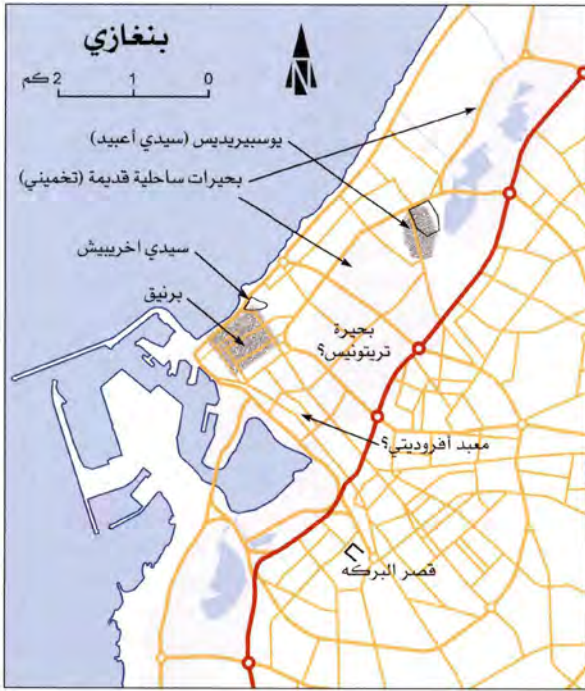 بنغازي
2 كم 1 0
N
يوسبيريديس (سيدي أعبيد)
بحيرات ساحلية قديمة (تخميني)
سيدي اخريبيش
برنيق
بحيرة
تريتونيس؟
معبد أفروديتي؟
قصر البركه